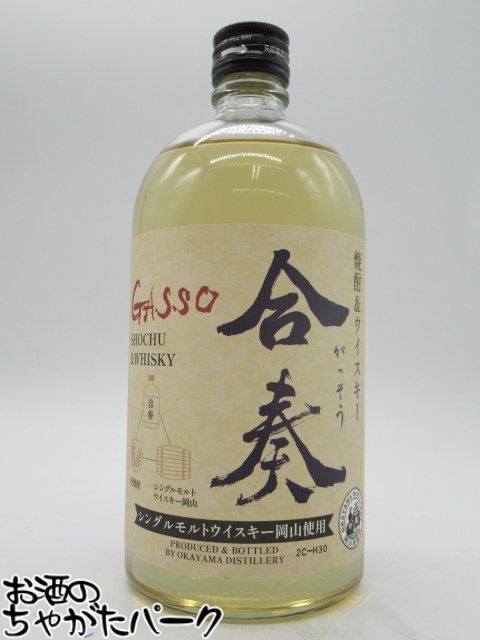 GASSO
SHOCHU
& WHISKY
合奏
焼酎&ウイスキー
がっそう
合奏
シングルモルト
ウイスキー岡山
シングルモルトウイスキー岡山使用
PRODUCED & BOTTLED
BY OKAYAMA DISTILLERY
2C-H30
お酒の
ちゃがたパーク